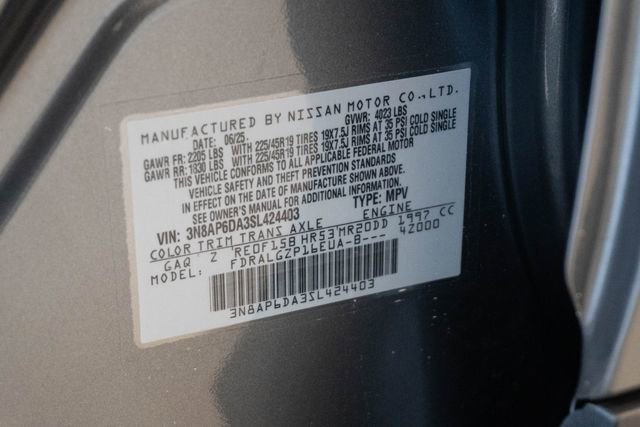 MANUFACTURED BY NISSAN MOTOR CO.,LTD.
DATE: 06/25. GVWR: 4023 LBS
GAWR FR: 2205 LBS WITH 225/45R19 TIRES 19X7.5J RIMS AT 35 PSI COLD SINGLE
GAWR RR: 1830 LBS WITH 225/45R19 TIRES 19X7.5J RIMS AT 35 PSI COLD SINGLE
THIS VEHICLE CONFORMS TO ALL APPLICABLE FEDERAL MOTOR
VEHICLE SAFETY AND THEFT PREVENTION STANDARDS
IN EFFECT ON THE DATE OF MANUFACTURE SHOWN ABOVE.
SEE OWNER'S MANUAL FOR ADDITIONAL INFORMATION.
VIN: 3N8AP6DA3SL424403 TYPE: MPV
COLOR TRIM TRANS AXLE ENGINE
GAQ Z RE0F15B HR53 MR20DD 1997 CC
MODEL: FDRALGZP16EUA-B--- 42000
3N8AP6DA3SL424403